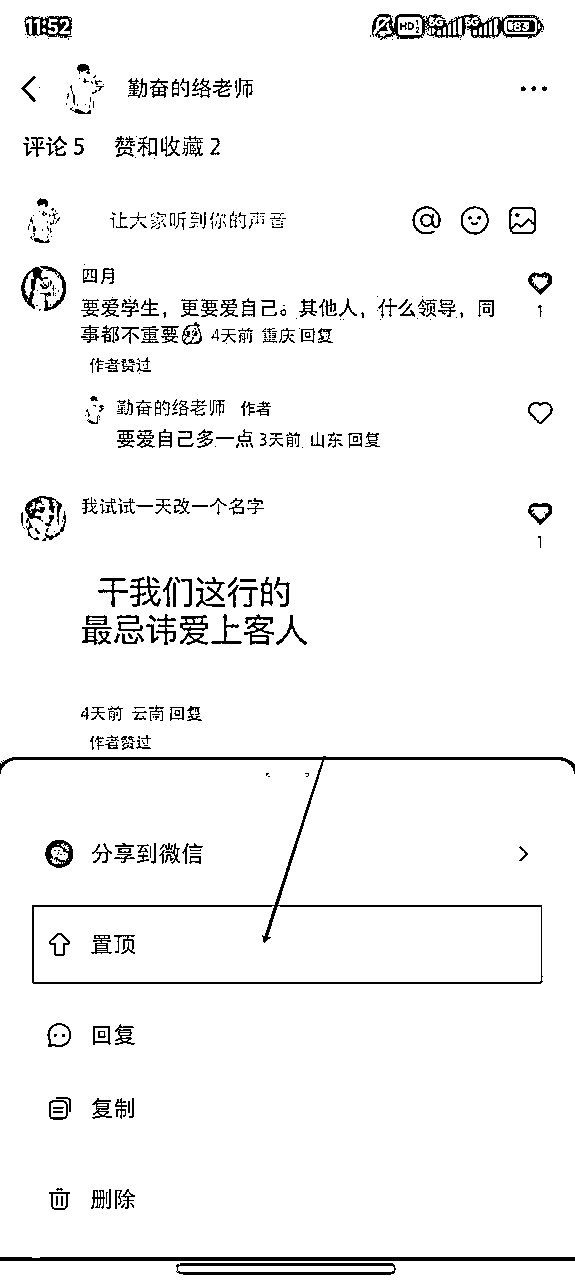 11:52
HD 5G 5G 83
勤奋的络老师
评论 5 赞和收藏 2
让大家听到你的声音
四月
要爱学生，更要爱自己。其他人，什么领导，同
事都不重要 4天前 重庆 回复
1
作者赞过
勤奋的络老师 作者
要爱自己多一点 3天前 山东 回复
我试试一天改一个名字
1
干我们这行的
最忌讳爱上客人
4天前 云南 回复
作者赞过
分享到微信
置顶
回复
复制
删除